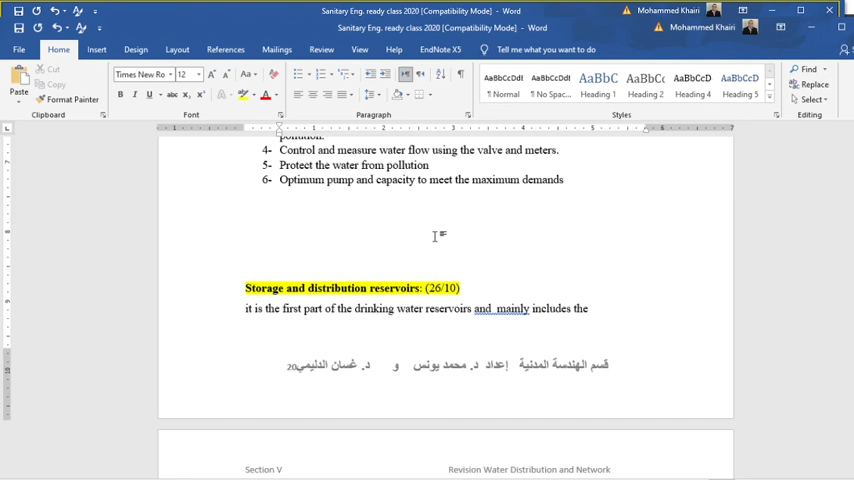 Sanitary Eng. ready class 2020 [Compatibility Mode] - Word
Mohammed Khairi
Sanitary Eng. ready class 2020 [Compatibility Mode] - Word
Mohammed Khairi
File Home Insert Design Layout References Mailings Review View EndNote X5 Tell me what you want to do
Cut
Copy
Paste
Format Painter
Times New Ro 12
Clipboard Font Paragraph Styles Editing
AaBbCcDdI AaBbCcDdI AaBbC AaBbCc AaBbCcD AaBbCcD
¶ Normal ¶ No Spac... Heading 1 Heading 2 Heading 4 Heading 5
Find
Replace
Select
pollution.
4- Control and measure water flow using the valve and meters.
5- Protect the water from pollution
6- Optimum pump and capacity to meet the maximum demands
Storage and distribution reservoirs: (26/10)
it is the first part of the drinking water reservoirs and mainly includes the
قسم الهندسة المدنية إعداد د. محمد يونس و د. غسان الدليمي20
Section V Revision Water Distribution and Network